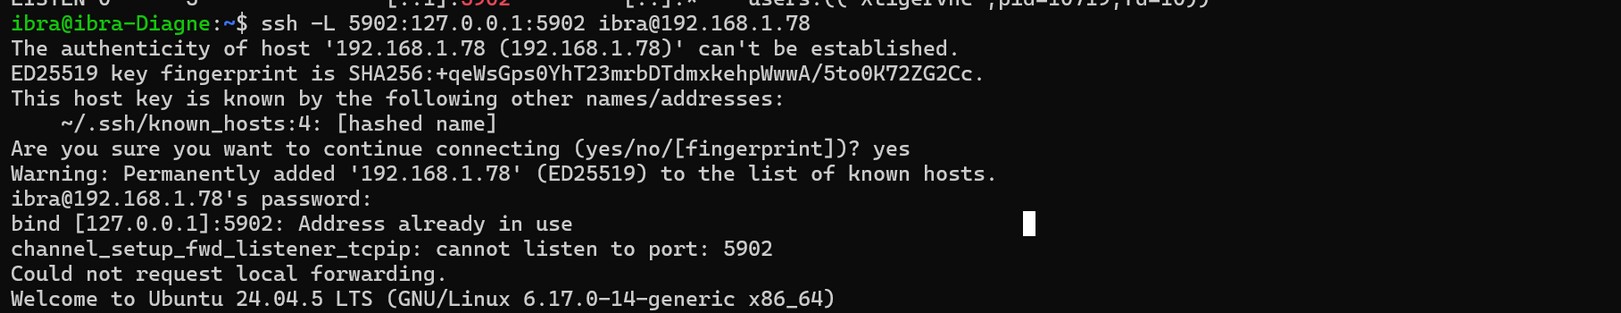 ibra@ibra-Diagne:~$ ssh -L 5902:127.0.0.1:5902 ibra@192.168.1.78
The authenticity of host '192.168.1.78 (192.168.1.78)' can't be established.
ED25519 key fingerprint is SHA256:+qeWsGps0YhT23mrbDTdmxkehpWwwA/5to0K72ZG2Cc.
This host key is known by the following other names/addresses:
~/.ssh/known_hosts:4: [hashed name]
Are you sure you want to continue connecting (yes/no/[fingerprint])? yes
Warning: Permanently added '192.168.1.78' (ED25519) to the list of known hosts.
ibra@192.168.1.78's password:
bind [127.0.0.1]:5902: Address already in use
channel_setup_fwd_listener_tcpip: cannot listen to port: 5902
Could not request local forwarding.
Welcome to Ubuntu 24.04.5 LTS (GNU/Linux 6.17.0-14-generic x86_64)